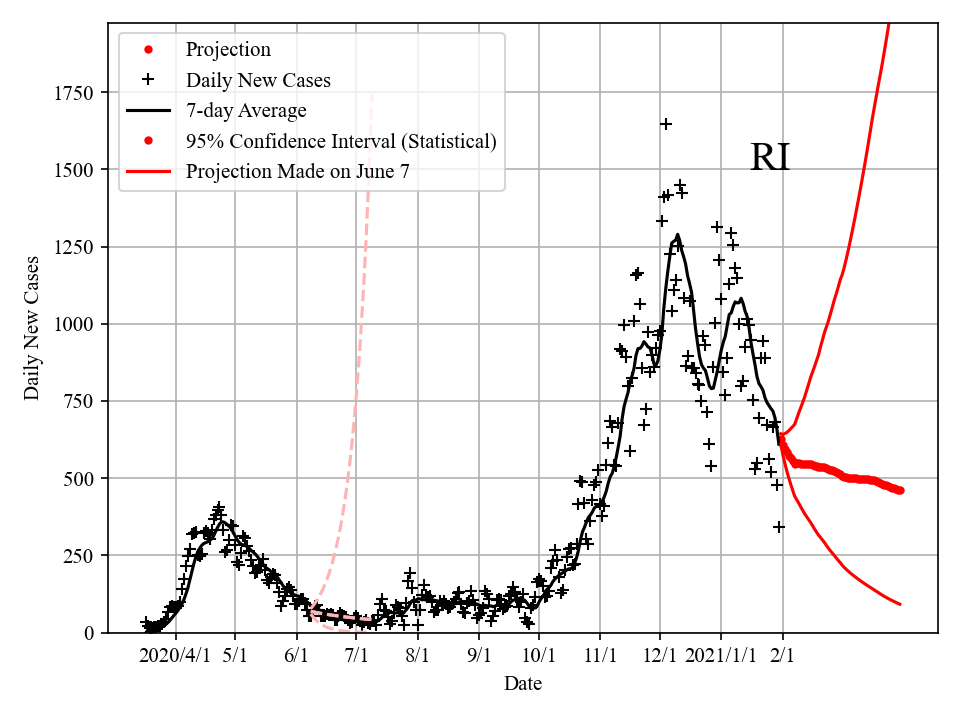 Projection
Daily New Cases
7-day Average
95% Confidence Interval (Statistical)
Projection Made on June 7
RI
1750
1500
1250
1000
750
500
250
0
Daily New Cases
2020/4/1 5/1 6/1 7/1 8/1 9/1 10/1 11/1 12/1 2021/1/1 2/1
Date